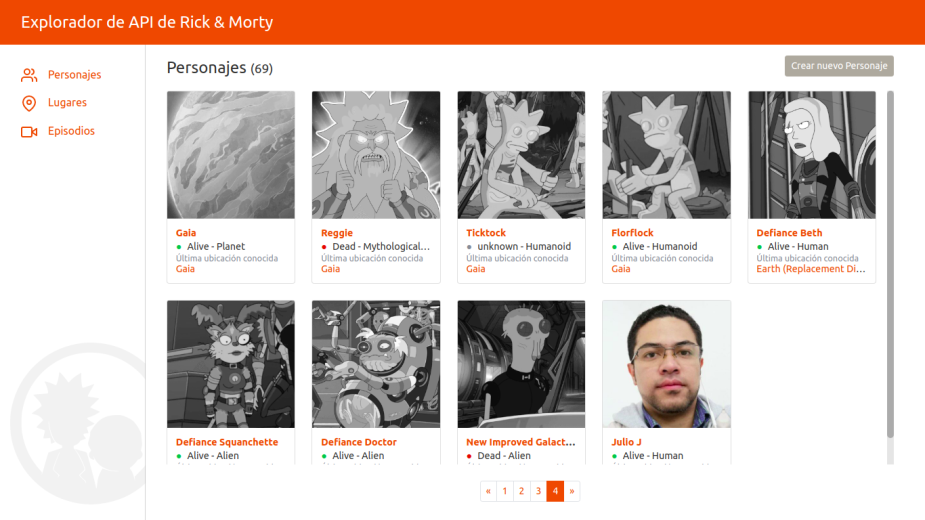 Explorador de API de Rick & Morty
Personajes
Lugares
Episodios
Personajes (69)
Crear nuevo Personaje
Gaia
Alive - Planet
Última ubicación conocida
Gaia
Reggie
Dead - Mythological...
Última ubicación conocida
Gaia
Ticktock
unknown - Humanoid
Última ubicación conocida
Gaia
Florflock
Alive - Humanoid
Última ubicación conocida
Gaia
Defiance Beth
Alive - Human
Última ubicación conocida
Earth (Replacement Di...
Defiance Squanchette
Alive - Alien
Defiance Doctor
Alive - Alien
New Improved Galact...
Dead - Alien
Julio J
Alive - Human
« 1 2 3 4 »